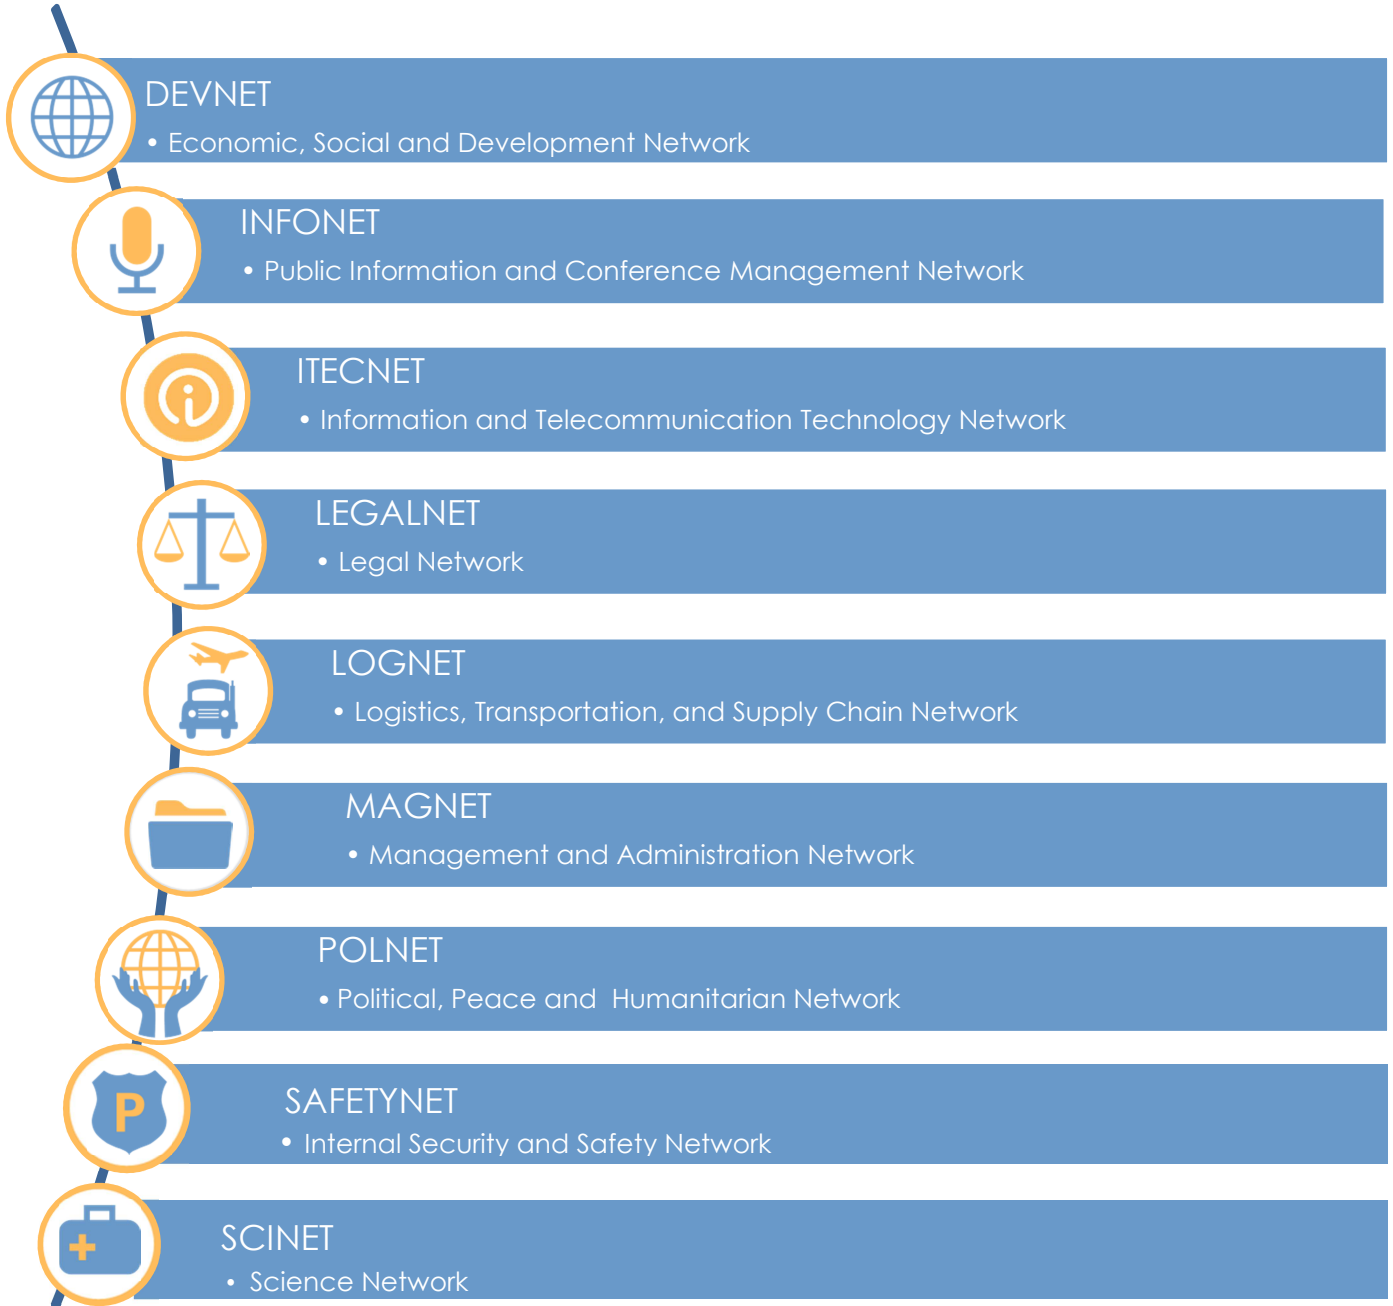 DEVNET
• Economic, Social and Development Network
INFONET
• Public Information and Conference Management Network
ITECNET
• Information and Telecommunication Technology Network
LEGALNET
• Legal Network
LOGNET
• Logistics, Transportation, and Supply Chain Network
MAGNET
• Management and Administration Network
POLNET
• Political, Peace and  Humanitarian Network
P
SAFETYNET
• Internal Security and Safety Network
SCINET
• Science Network